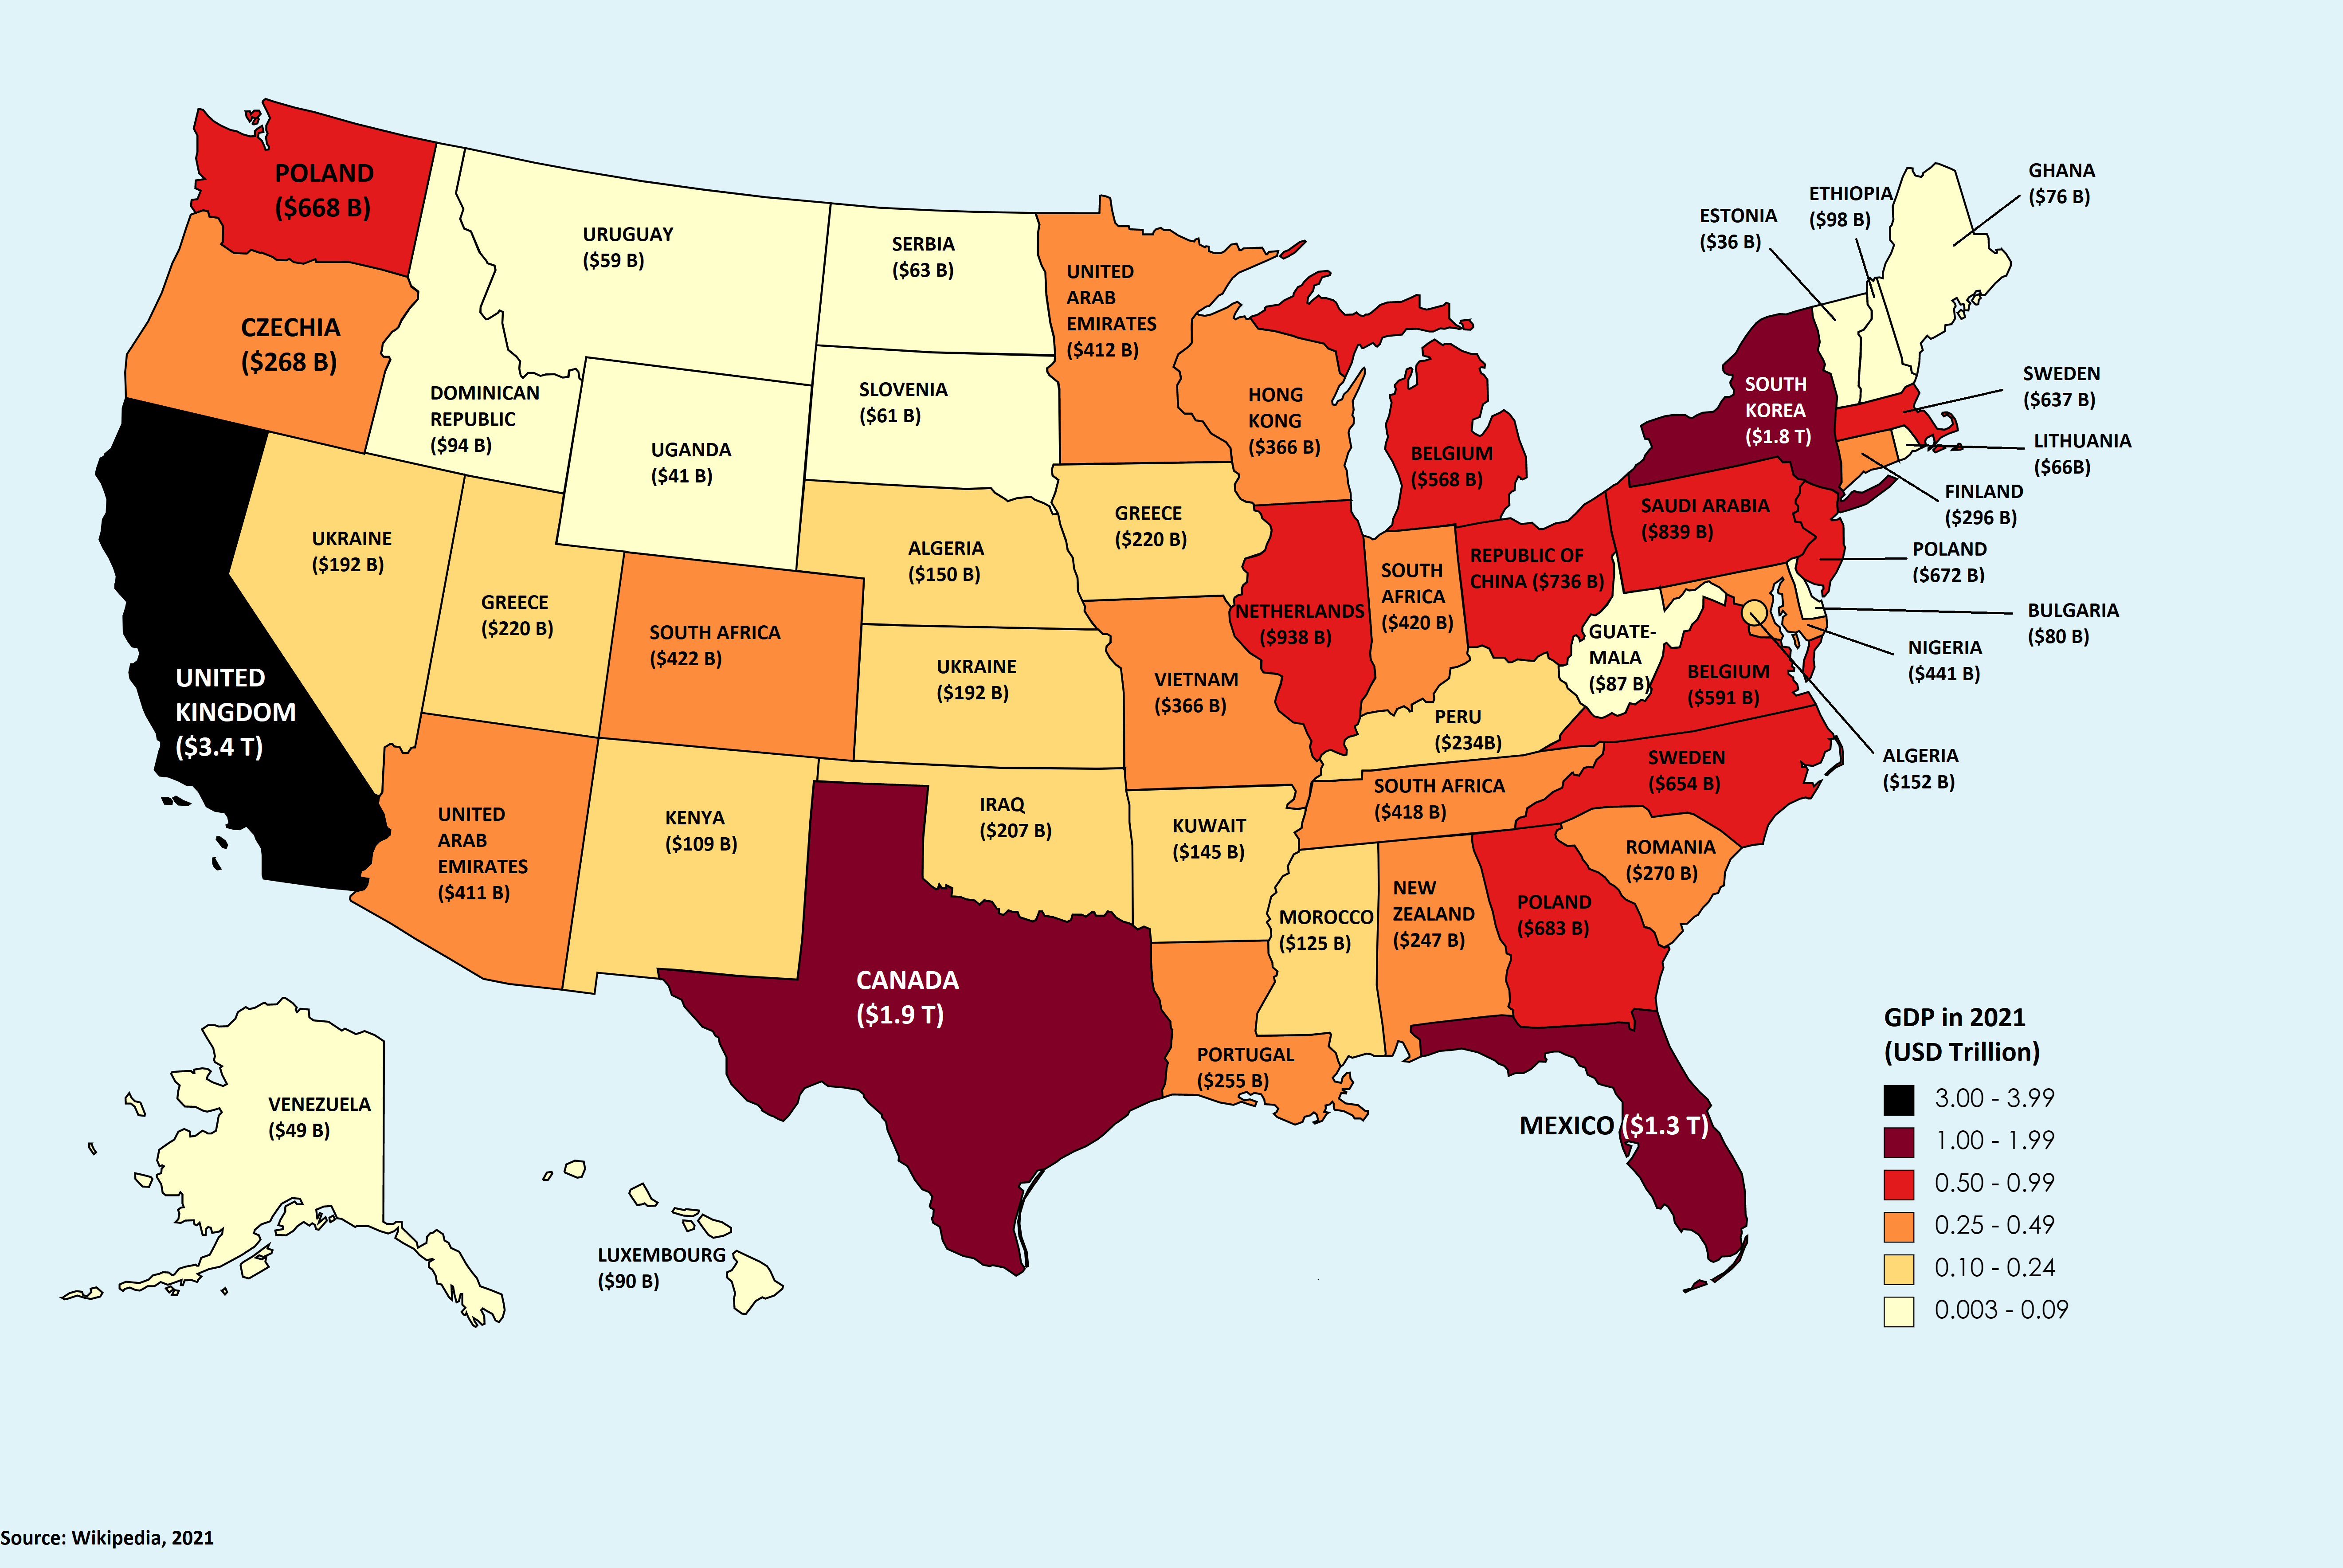 GHANA
($76 B)
ETHIOPIA
($98 B)
ESTONIA
($36 B)
POLAND
($668 B)
URUGUAY
($59 B)
SERBIA
($63 B)
UNITED
ARAB
EMIRATES
($412 B)
CZECHIA
($268 B)
DOMINICAN
REPUBLIC
($94 B)
SLOVENIA
($61 B)
HONG
KONG
($366 B)
SOUTH
KOREA
($1.8 T)
SWEDEN
($637 B)
UGANDA
($41 B)
BELGIUM
($568 B)
LITHUANIA
($66B)
FINLAND
($296 B)
SAUDI ARABIA
($839 B)
UKRAINE
($192 B)
GREECE
($220 B)
ALGERIA
($150 B)
GREECE
($220 B)
NETHERLANDS
($938 B)
SOUTH
AFRICA
($420 B)
REPUBLIC OF
CHINA ($736 B)
POLAND
($672 B)
BULGARIA
($80 B)
NIGERIA
($441 B)
GUATE-
MALA
($87 B)
BELGIUM
($591 B)
SOUTH AFRICA
($422 B)
UKRAINE
($192 B)
VIETNAM
($366 B)
PERU
($234B)
UNITED
KINGDOM
($3.4 T)
ALGERIA
($152 B)
SWEDEN
($654 B)
SOUTH AFRICA
($418 B)
UNITED
ARAB
EMIRATES
($411 B)
KENYA
($109 B)
IRAQ
($207 B)
KUWAIT
($145 B)
ROMANIA
($270 B)
MOROCCO
($125 B)
NEW
ZEALAND
($247 B)
POLAND
($683 B)
CANADA
($1.9 T)
PORTUGAL
($255 B)
MEXICO ($1.3 T)
VENEZUELA
($49 B)
LUXEMBOURG
($90 B)
GDP in 2021
(USD Trillion)
3.00 - 3.99
1.00 - 1.99
0.50 - 0.99
0.25 - 0.49
0.10 - 0.24
0.003 - 0.09
Source: Wikipedia, 2021